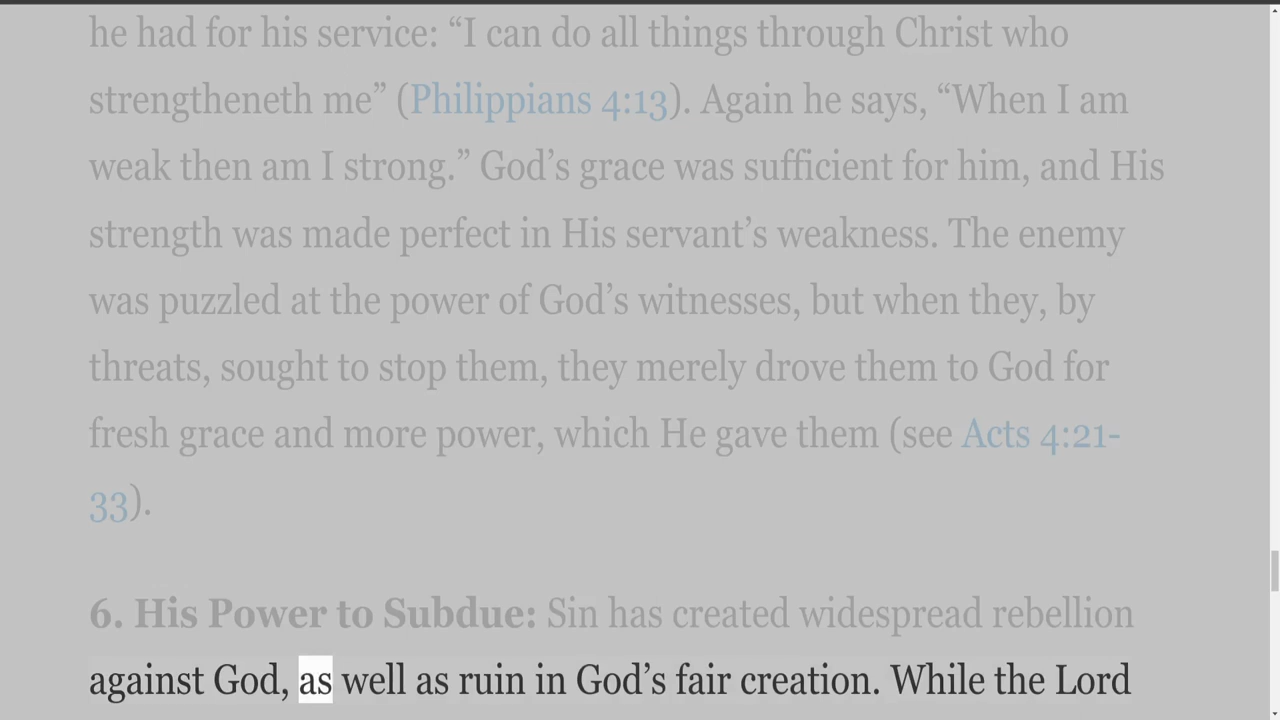 he had for his service: “I can do all things through Christ who
strengtheneth me” (Philippians 4:13). Again he says, “When I am
weak then am I strong.” God’s grace was sufficient for him, and His
strength was made perfect in His servant’s weakness. The enemy
was puzzled at the power of God’s witnesses, but when they, by
threats, sought to stop them, they merely drove them to God for
fresh grace and more power, which He gave them (see Acts 4:21-
33).
6. His Power to Subdue: Sin has created widespread rebellion
against God, as well as ruin in God’s fair creation. While the Lord